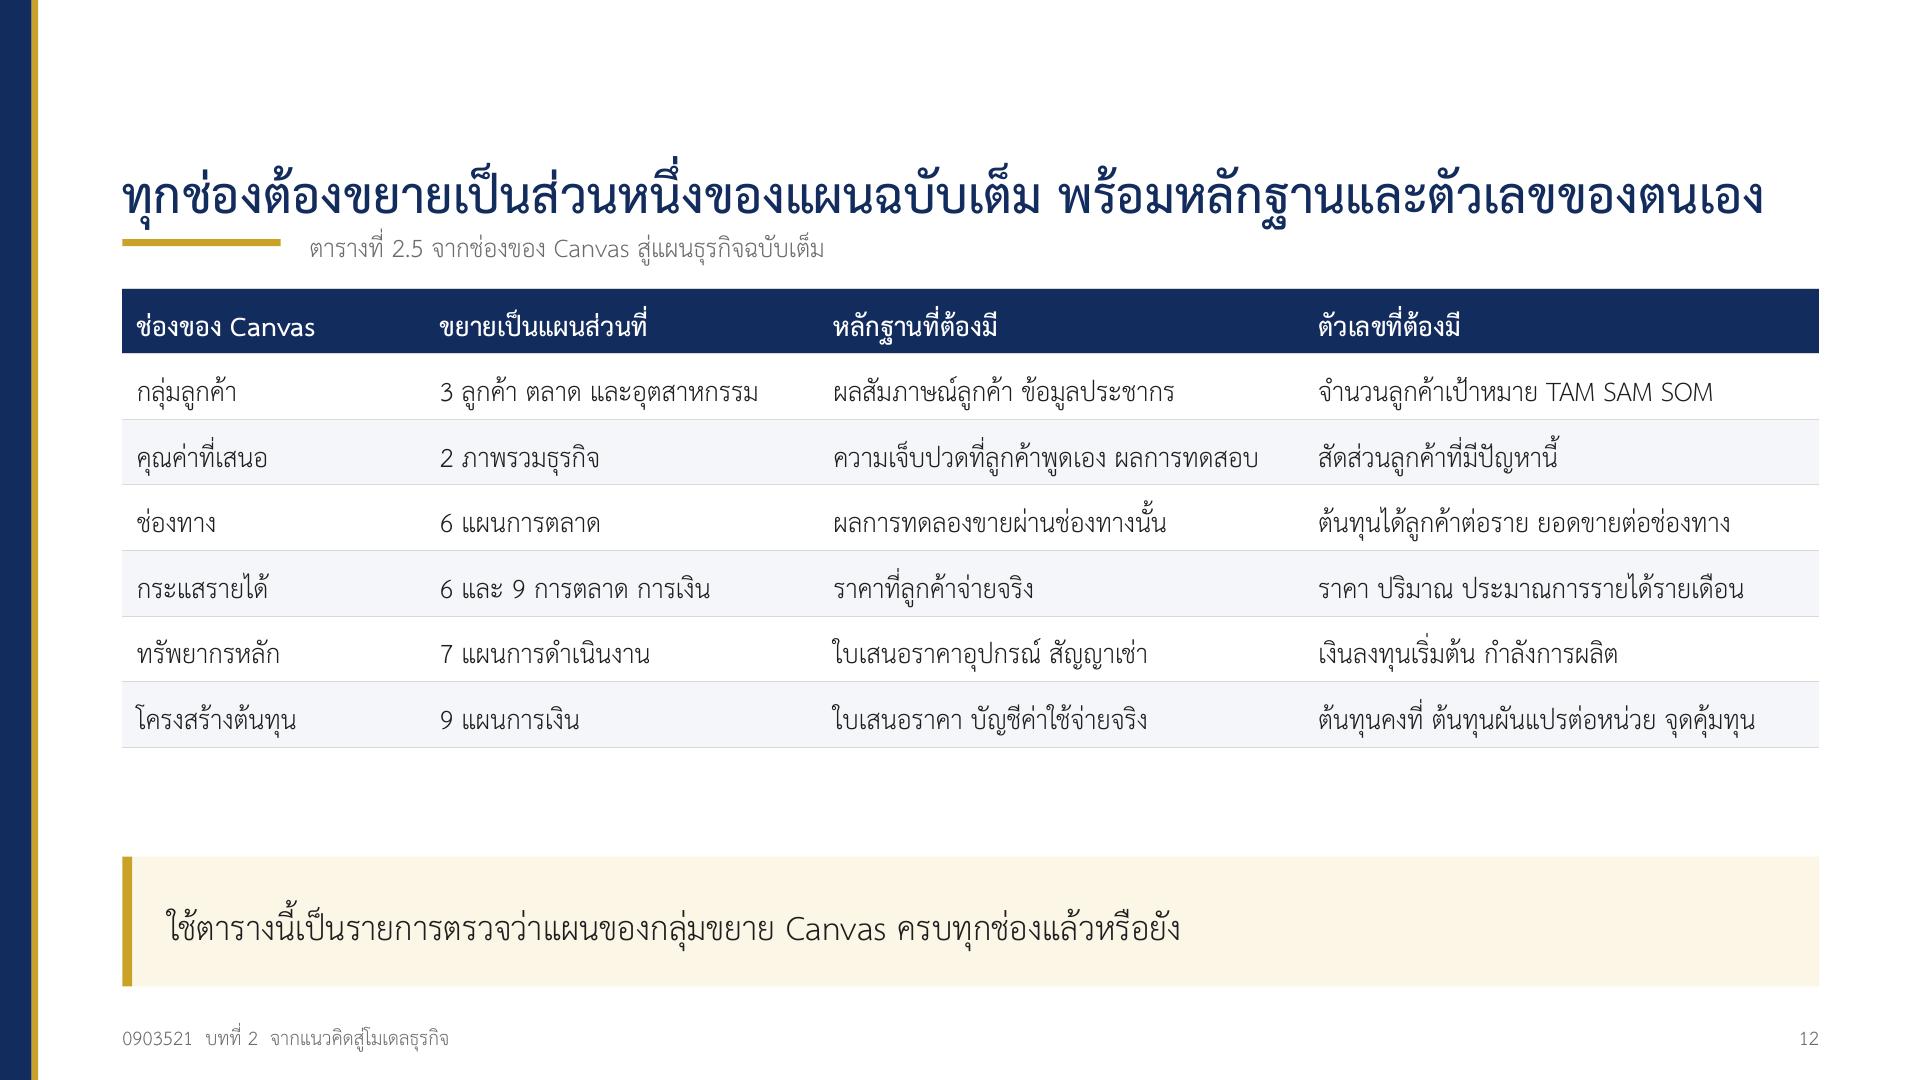 ทุกช่องต้องขยายเป็นส่วนหนึ่งของแผนฉบับเต็ม พร้อมหลักฐานและตัวเลขของตนเอง
ตารางที่ 2.5 จากช่องของ Canvas สู่แผนธุรกิจฉบับเต็ม
ช่องของ Canvas ขยายเป็นแผนส่วนที่ หลักฐานที่ต้องมี ตัวเลขที่ต้องมี
กลุ่มลูกค้า 3 ลูกค้า ตลาด และอุตสาหกรรม ผลสัมภาษณ์ลูกค้า ข้อมูลประชากร จำนวนลูกค้าเป้าหมาย TAM SAM SOM
คุณค่าที่เสนอ 2 ภาพรวมธุรกิจ ความเจ็บปวดที่ลูกค้าพูดเอง ผลการทดสอบ สัดส่วนลูกค้าที่มีปัญหานี้
ช่องทาง 6 แผนการตลาด ผลการทดลองขายผ่านช่องทางนั้น ต้นทุนได้ลูกค้าต่อราย ยอดขายต่อช่องทาง
กระแสรายได้ 6 และ 9 การตลาด การเงิน ราคาที่ลูกค้าจ่ายจริง ราคา ปริมาณ ประมาณการรายได้รายเดือน
ทรัพยากรหลัก 7 แผนการดำเนินงาน ใบเสนอราคาอุปกรณ์ สัญญาเช่า เงินลงทุนเริ่มต้น กำลังการผลิต
โครงสร้างต้นทุน 9 แผนการเงิน ใบเสนอราคา บัญชีค่าใช้จ่ายจริง ต้นทุนคงที่ ต้นทุนผันแปรต่อหน่วย จุดคุ้มทุน
ใช้ตารางนี้เป็นรายการตรวจว่าแผนของกลุ่มขยาย Canvas ครบทุกช่องแล้วหรือยัง
0903521 บทที่ 2 จากแนวคิดสู่โมเดลธุรกิจ 12